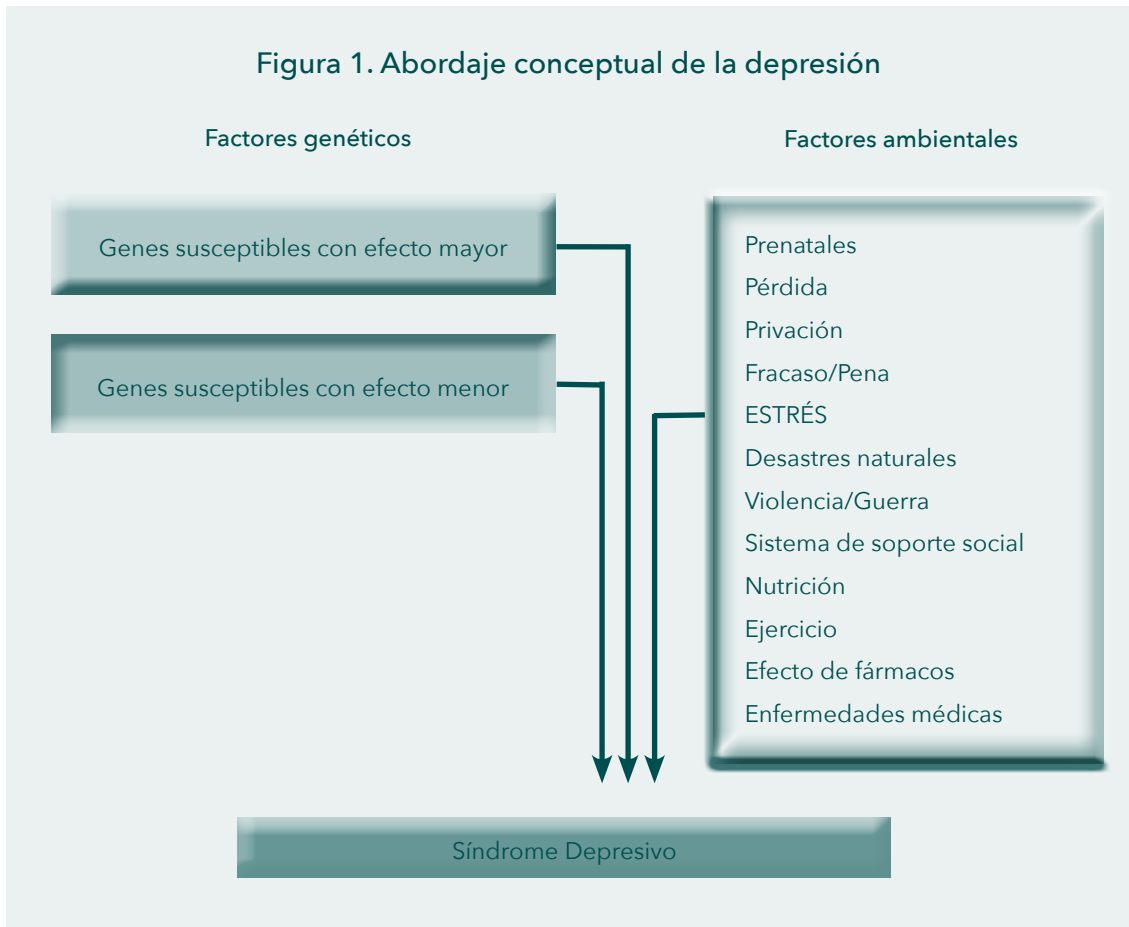 Figura 1. Abordaje conceptual de la depresión
Factores genéticos
Genes susceptibles con efecto mayor
Genes susceptibles con efecto menor
Factores ambientales
Prenatales
Pérdida
Privación
Fracaso/Pena
ESTRÉS
Desastres naturales
Violencia/Guerra
Sistema de soporte social
Nutrición
Ejercicio
Efecto de fármacos
Enfermedades médicas
Síndrome Depresivo